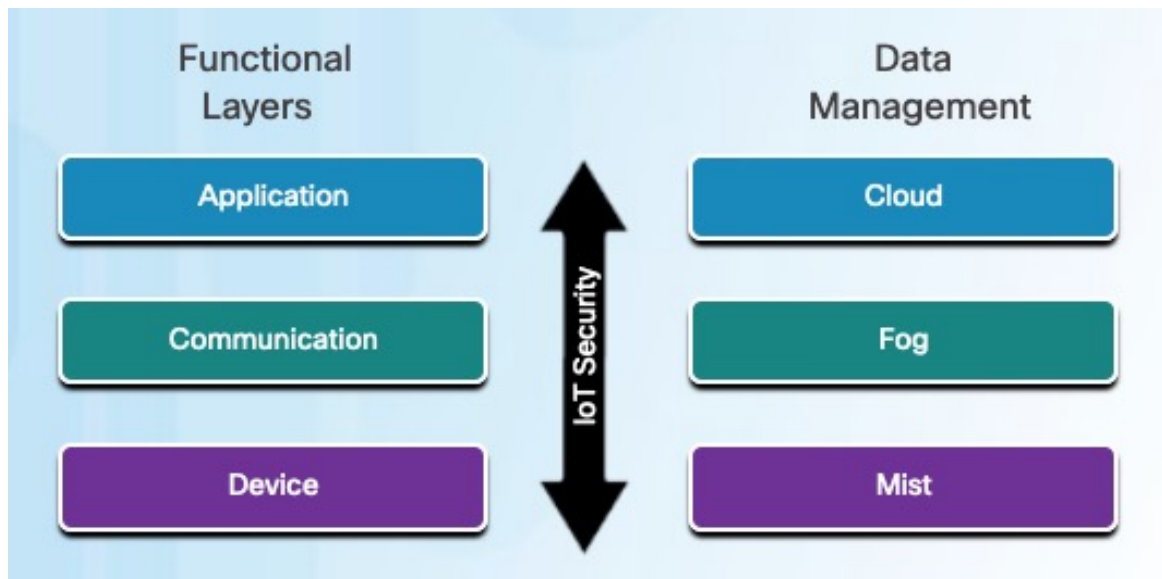 Functional
Layers
Data
Management
Application
Cloud
IoT Security
Communication
Fog
Device
Mist